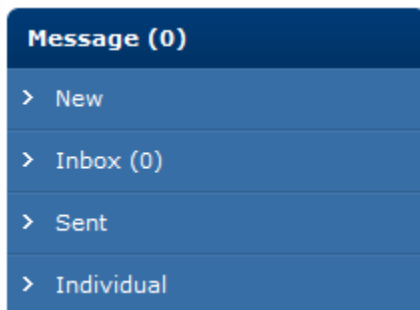 Message (0)
New
Inbox (0)
Sent
Individual